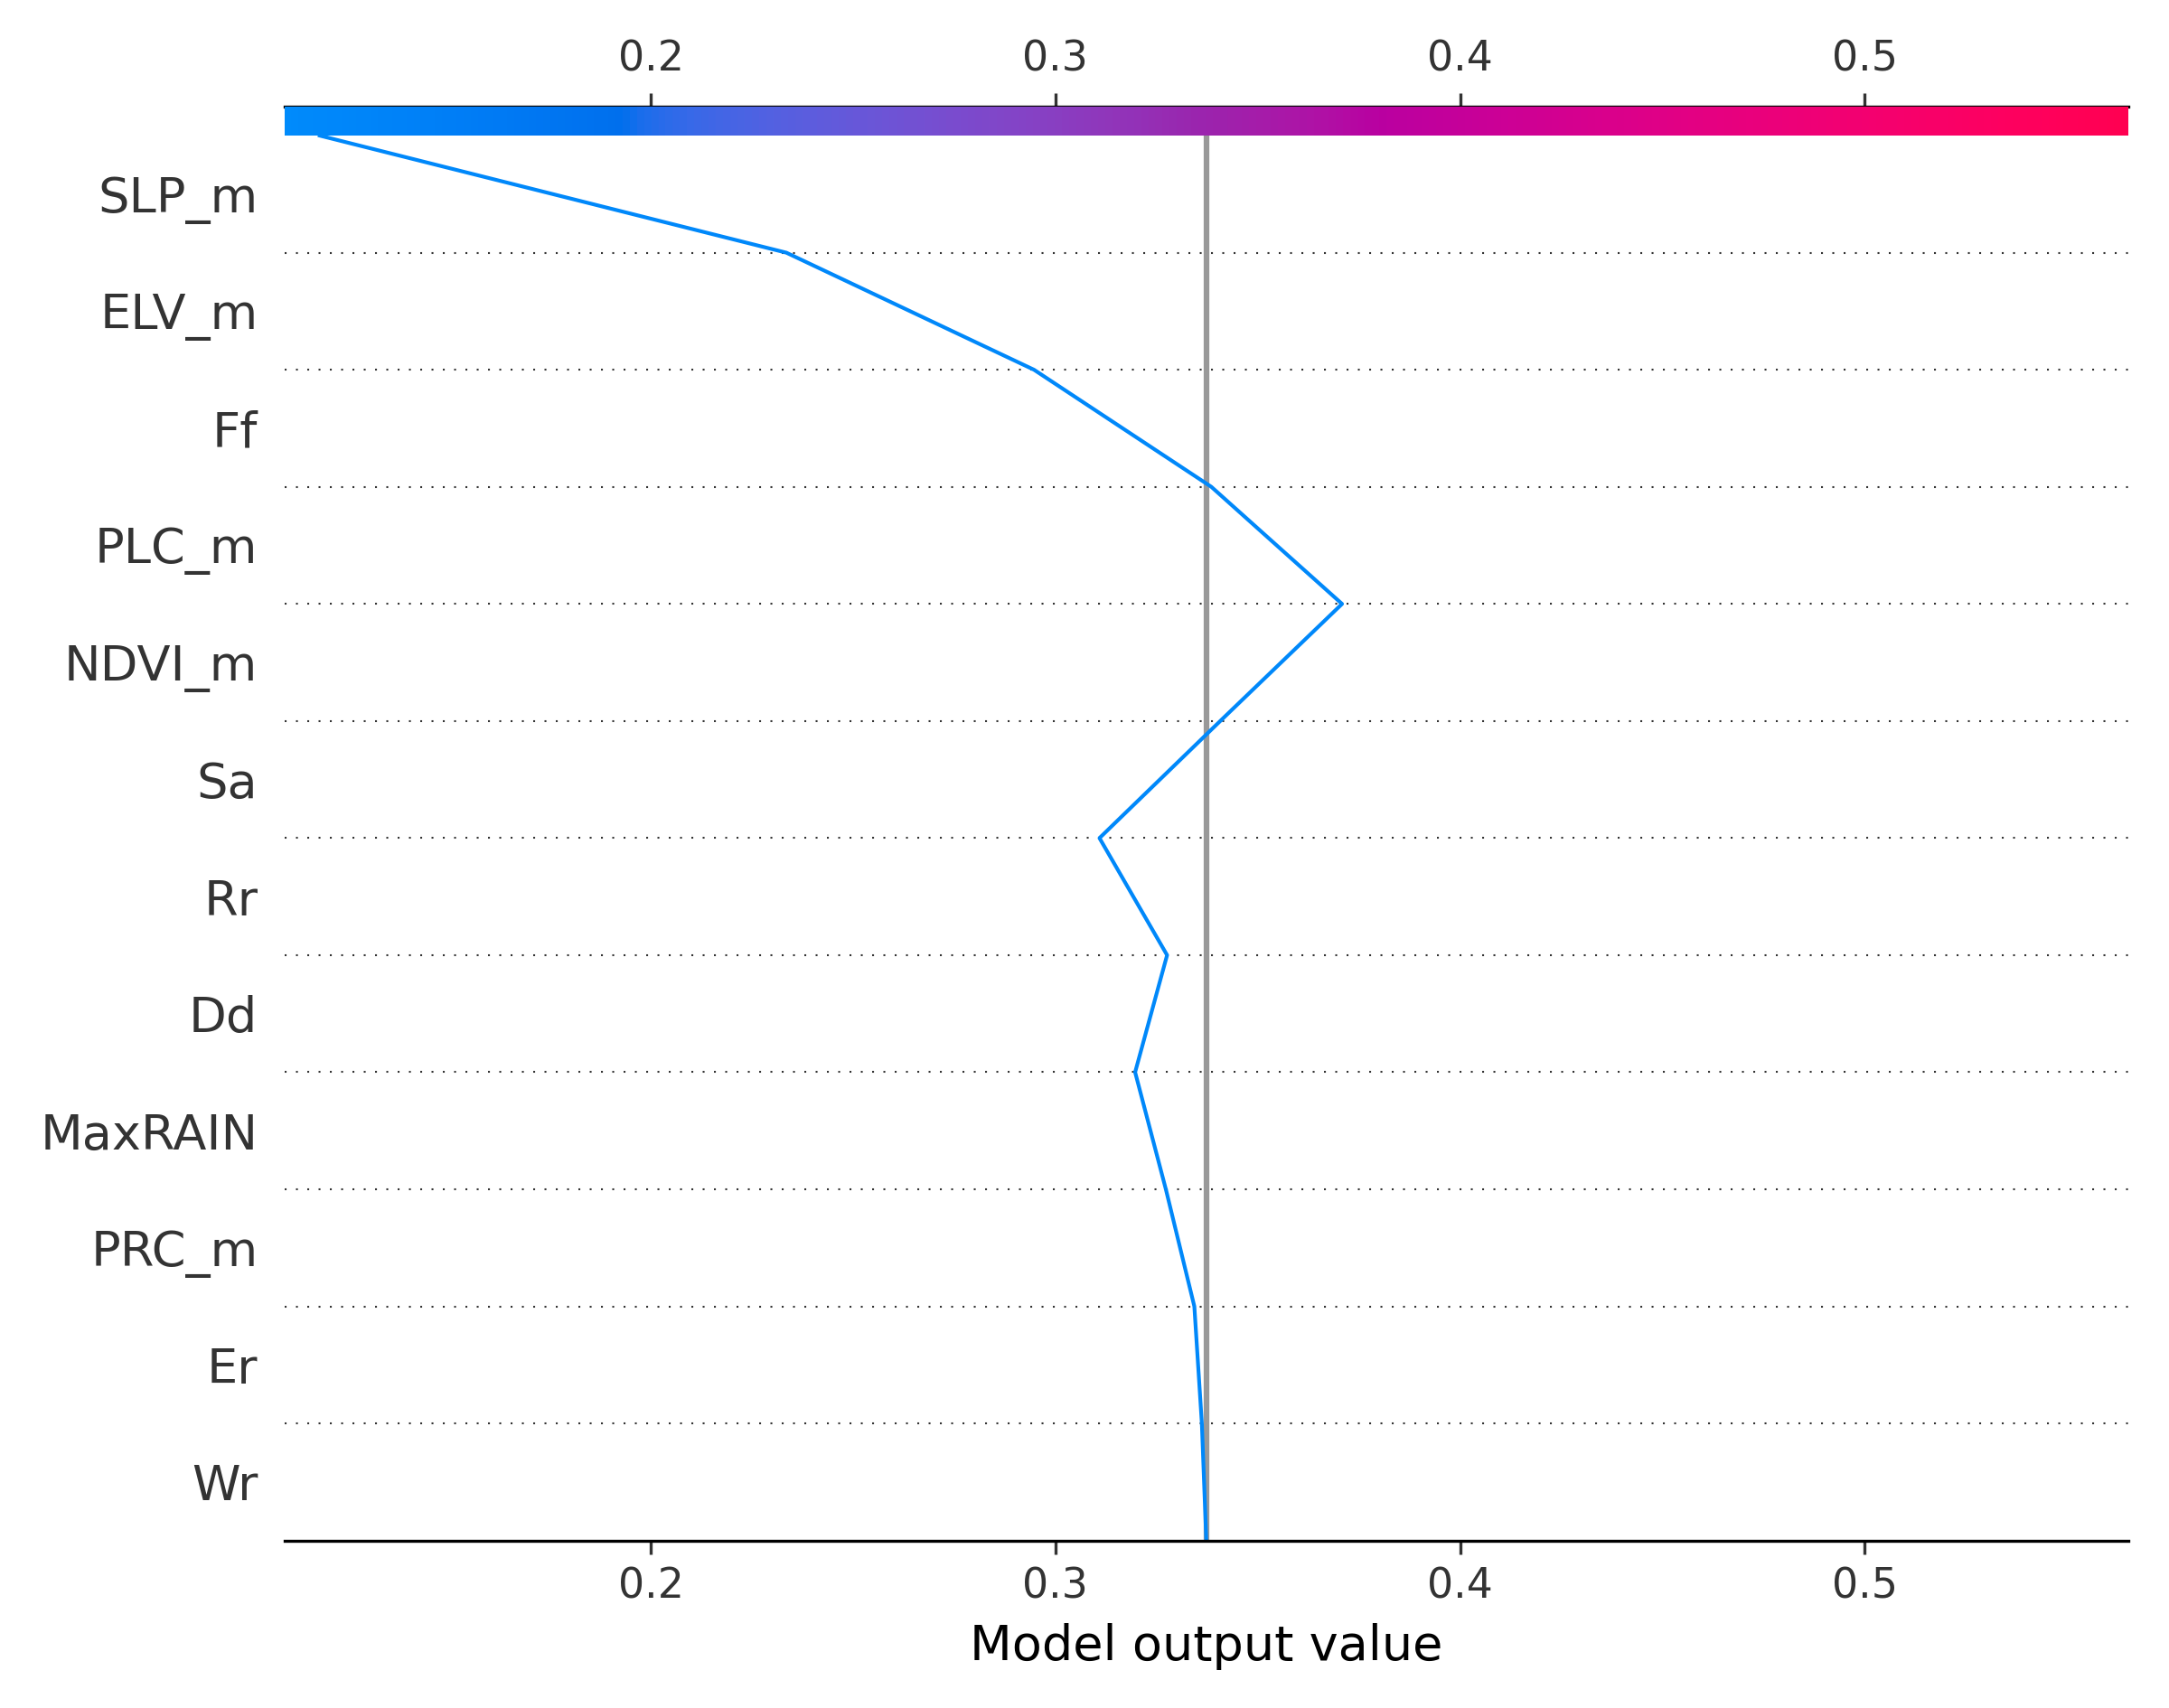 0.2 0.3 0.4 0.5
SLP_m
ELV_m
Ff
PLC_m
NDVI_m
Sa
Rr
Dd
MaxRAIN
PRC_m
Er
Wr
0.2 0.3 0.4 0.5
Model output value